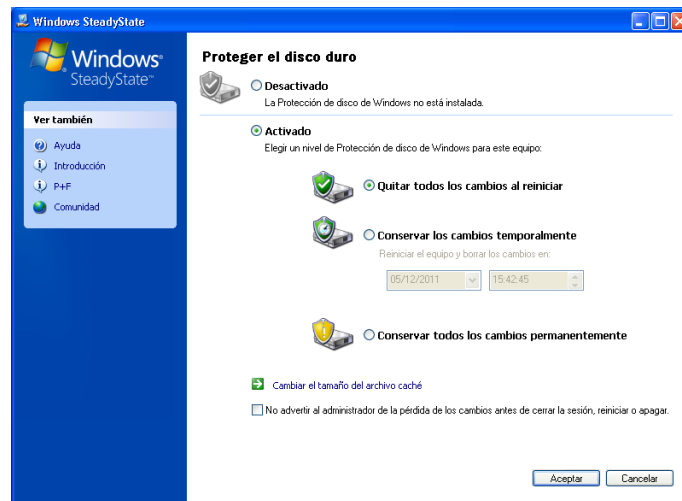 Windows SteadyState
Windows®
SteadyState™
Ver también
Ayuda
Introducción
P+F
Comunidad
Proteger el disco duro
Desactivado
La Protección de disco de Windows no está instalada.
Activado
Elegir un nivel de Protección de disco de Windows para este equipo:
Quitar todos los cambios al reiniciar
Conservar los cambios temporalmente
Reiniciar el equipo y borrar los cambios en:
05/12/2011 15:42:45
Conservar todos los cambios permanentemente
Cambiar el tamaño del archivo caché
No advertir al administrador de la pérdida de los cambios antes de cerrar la sesión, reiniciar o apagar.
Aceptar Cancelar